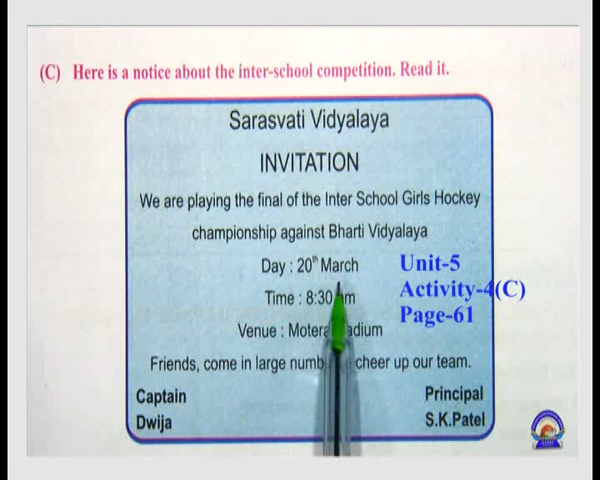 (C) Here is a notice about the inter-school competition. Read it.
Sarasvati Vidyalaya
INVITATION
We are playing the final of the Inter School Girls Hockey
championship against Bharti Vidyalaya
Day : 20th March
Time : 8:30 am
Venue : Motera Stadium
Friends, come in large cheer up our team.
Captain
Dwija
Principal
S.K.Patel
Unit-5
Activity-4(C)
Page-61